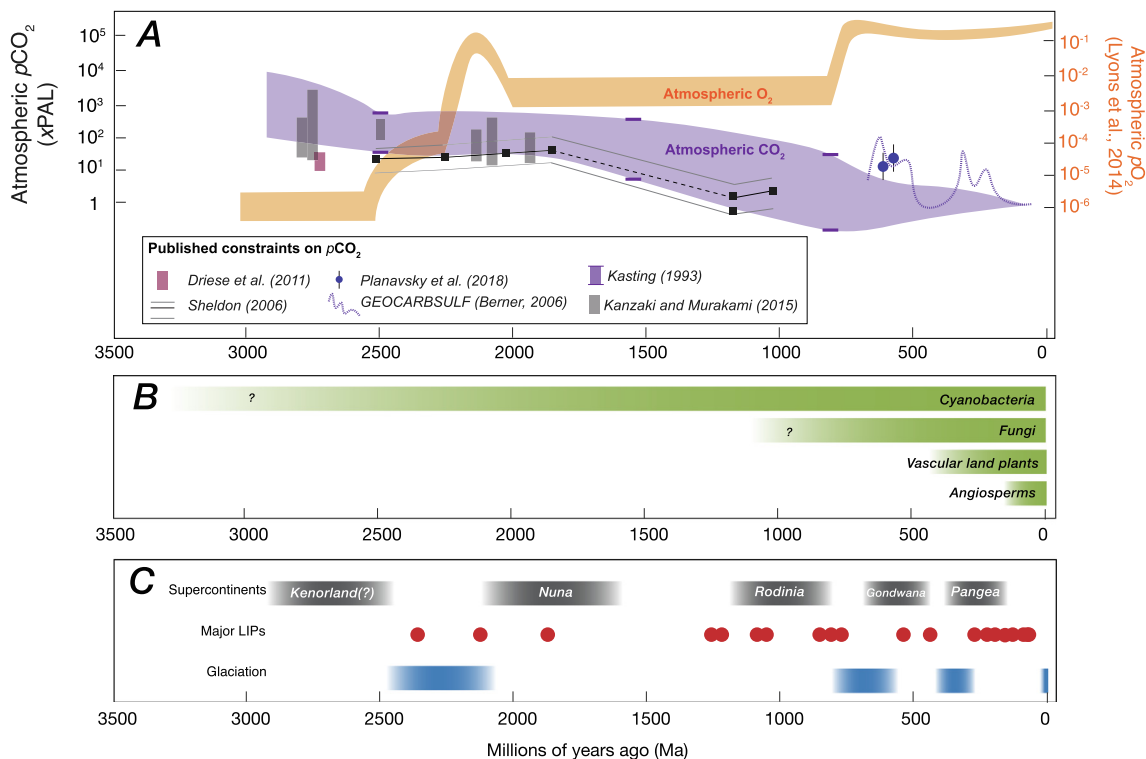 A
Atmospheric pCO2
(xPAL)
10^5
10^4
10^3
10^2
10^1
1
Atmospheric O2
Atmospheric CO2
10^-1
10^-2
10^-3
10^-4
10^-5
10^-6
Atmospheric pO2
(Lyons et al., 2014)
Published constraints on pCO2
Driese et al. (2011)
Planavsky et al. (2018)
Kasting (1993)
Sheldon (2006)
GEOCARBSULF (Berner, 2006)
Kanzaki and Murakami (2015)
3500 3000 2500 2000 1500 1000 500 0
B
?
Cyanobacteria
?
Fungi
Vascular land plants
Angiosperms
3500 3000 2500 2000 1500 1000 500 0
C
Supercontinents
Kenorland(?)
Nuna
Rodinia
Gondwana
Pangea
Major LIPs
Glaciation
3500 3000 2500 2000 1500 1000 500 0
Millions of years ago (Ma)